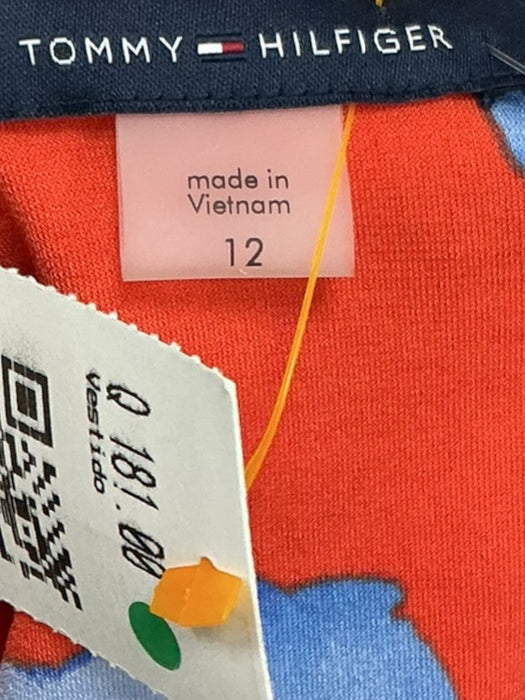 TOMMY HILFIGER
made in
Vietnam
12
Q 181.00
Vestido